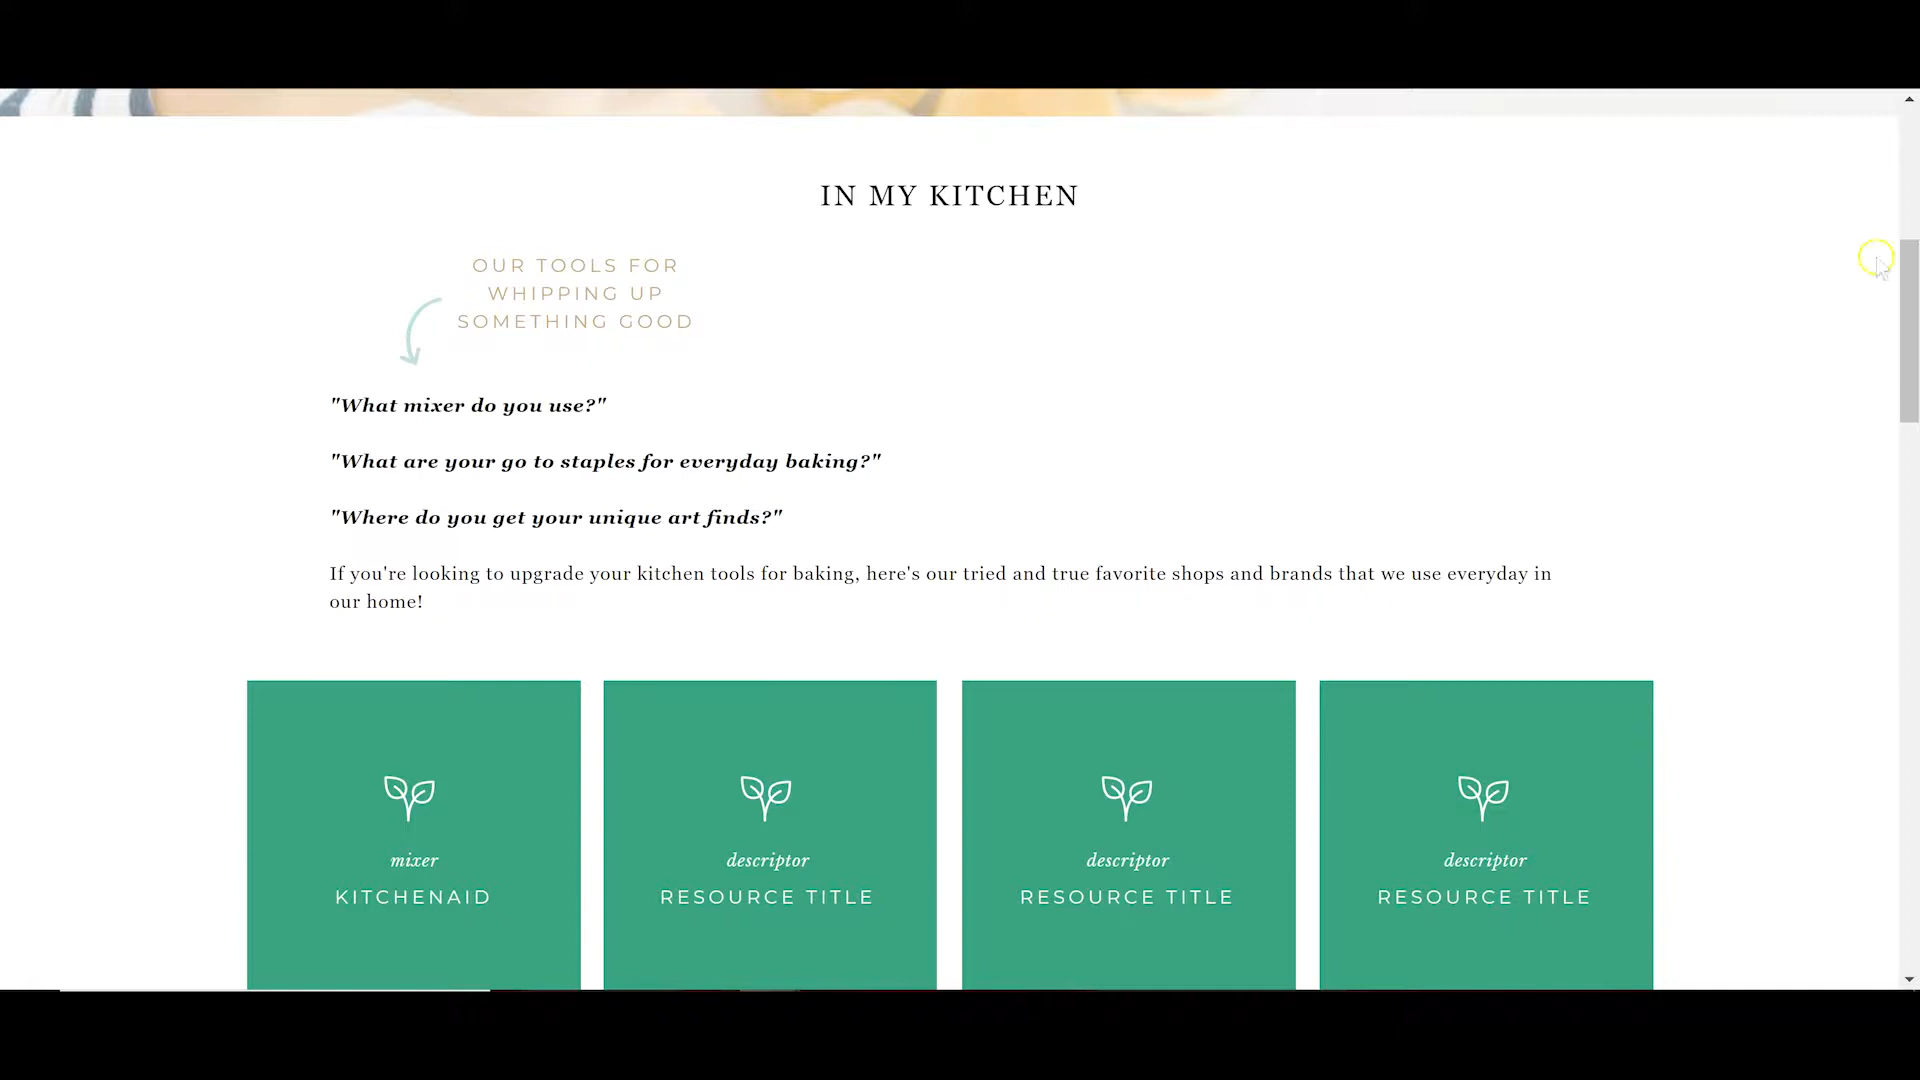 IN MY KITCHEN
OUR TOOLS FOR
WHIPPING UP
SOMETHING GOOD
"What mixer do you use?"
"What are your go to staples for everyday baking?"
"Where do you get your unique art finds?"
If you're looking to upgrade your kitchen tools for baking, here's our tried and true favorite shops and brands that we use everyday in
our home!
mixer
KITCHENAID
descriptor
RESOURCE TITLE
descriptor
RESOURCE TITLE
descriptor
RESOURCE TITLE